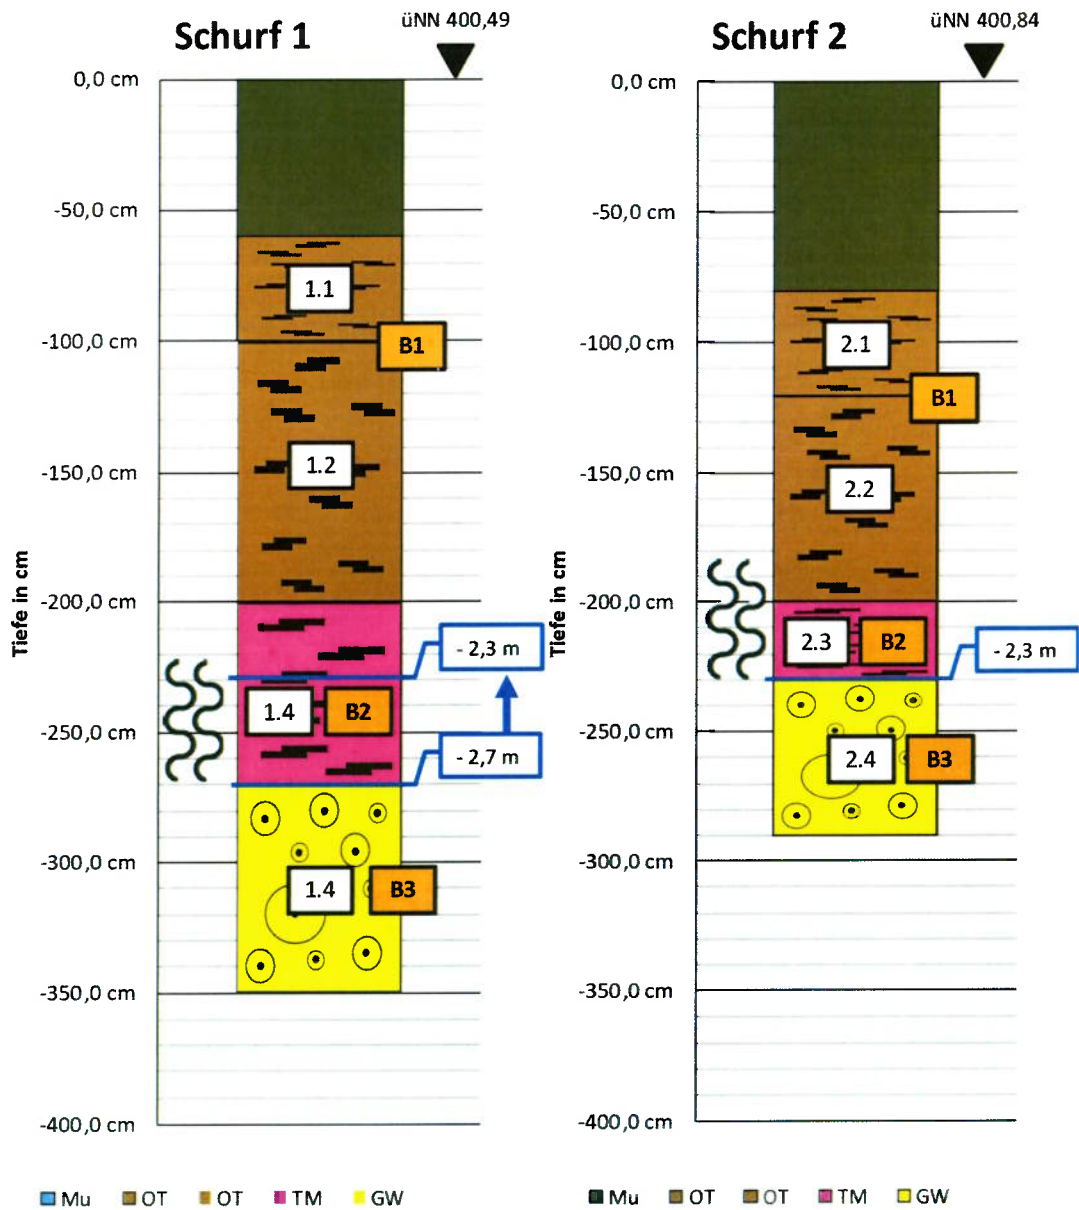 Schurf 1
üNN 400,49
0,0 cm
-50,0 cm
-100,0 cm
-150,0 cm
-200,0 cm
-250,0 cm
-300,0 cm
-350,0 cm
-400,0 cm
Tiefe in cm
1.1
B1
1.2
- 2,3 m
1.4
B2
- 2,7 m
1.4
B3
Mu OT OT TM GW
Schurf 2
üNN 400,84
0,0 cm
-50,0 cm
-100,0 cm
-150,0 cm
-200,0 cm
-250,0 cm
-300,0 cm
-350,0 cm
-400,0 cm
Tiefe in cm
2.1
B1
2.2
2.3
B2
- 2,3 m
2.4
B3
Mu OT OT TM GW